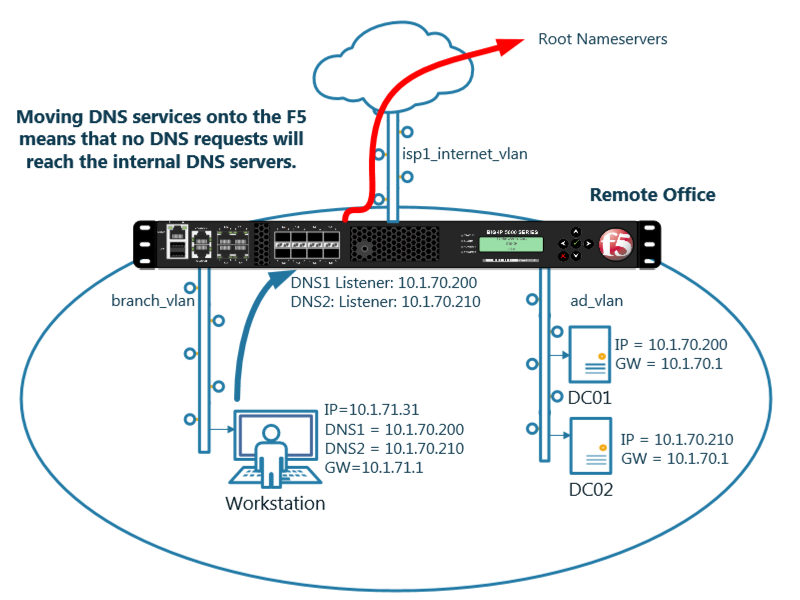 Root Nameservers
Moving DNS services onto the F5
means that no DNS requests will
reach the internal DNS servers.
isp1_internet_vlan
Remote Office
BIG-IP 5000 SERIES
f5
DNS1 Listener: 10.1.70.200
DNS2: Listener: 10.1.70.210
branch_vlan
ad_vlan
IP = 10.1.70.200
GW = 10.1.70.1
DC01
IP=10.1.71.31
DNS1 = 10.1.70.200
DNS2 = 10.1.70.210
GW=10.1.71.1
Workstation
IP = 10.1.70.210
GW = 10.1.70.1
DC02